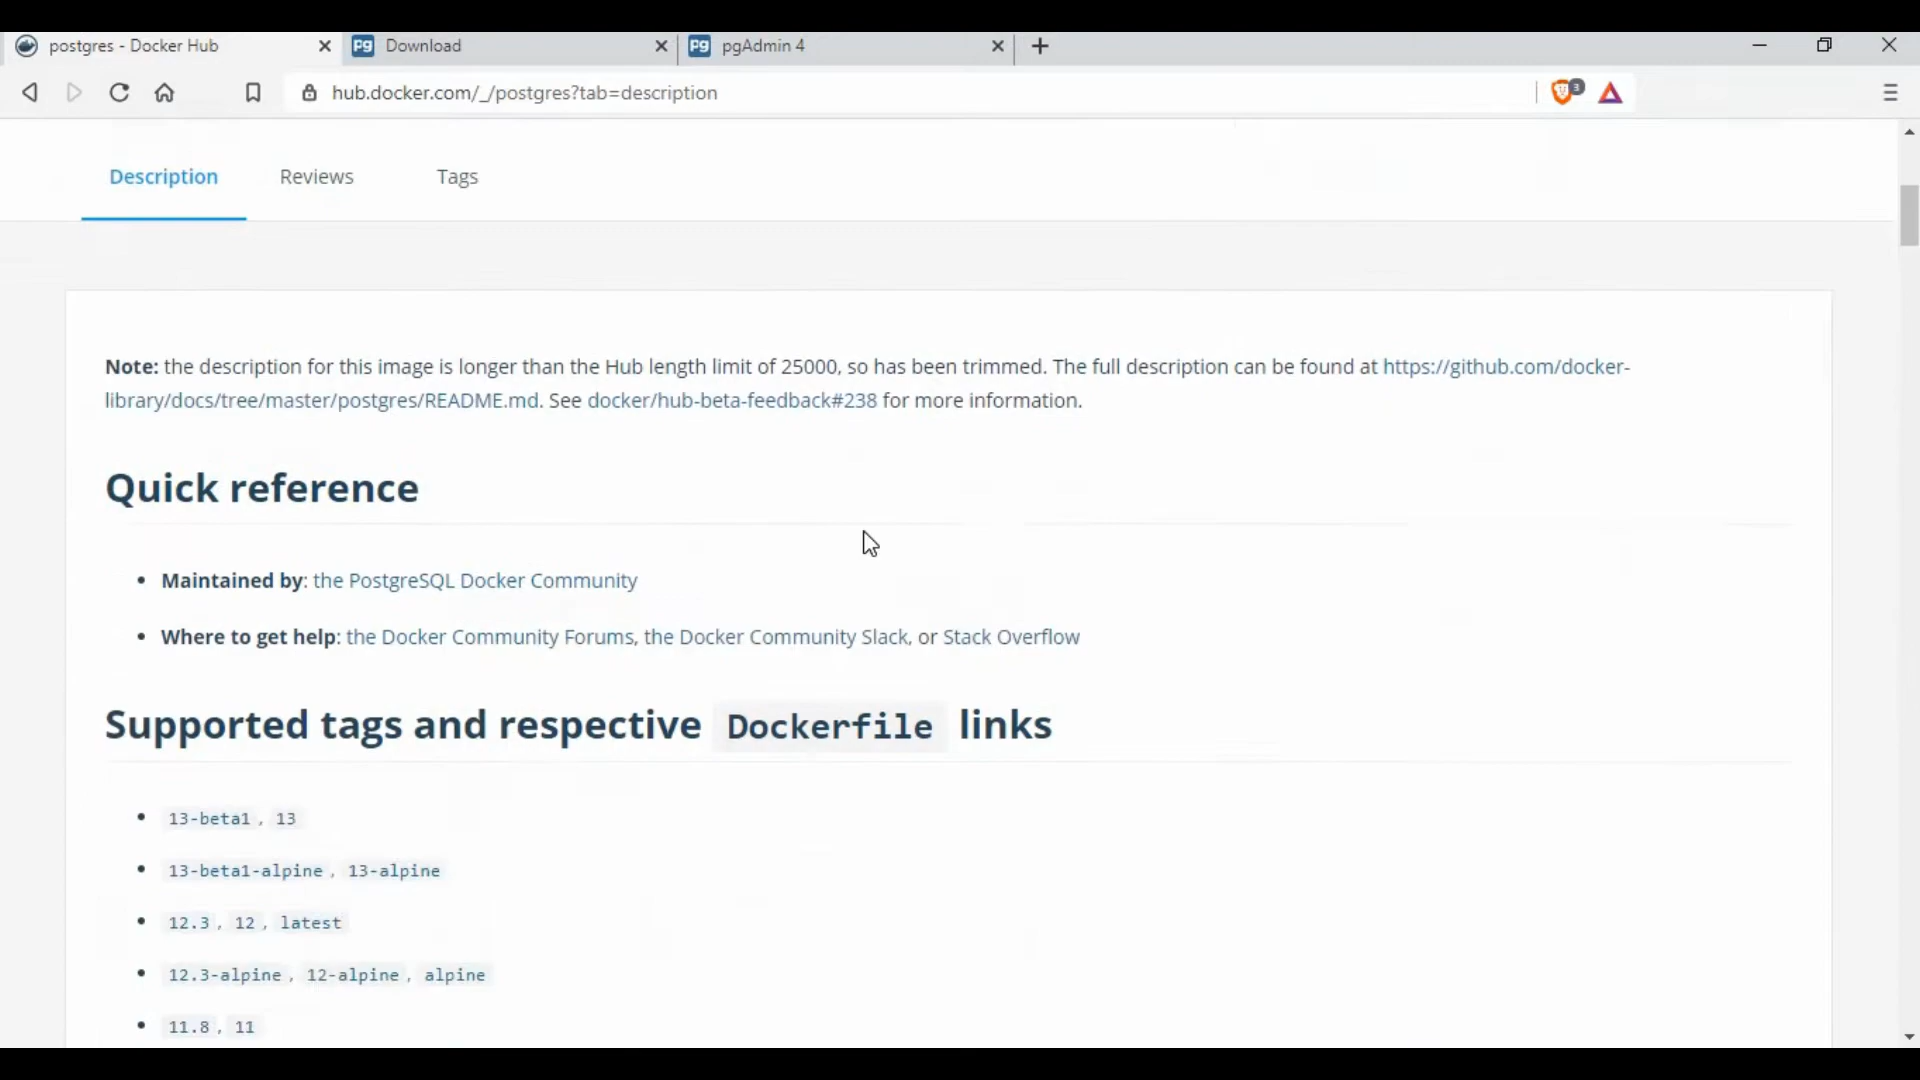 postgres - Docker Hub
Download
pgAdmin 4
hub.docker.com/_/postgres?tab=description
3
Description
Reviews
Tags
Note: the description for this image is longer than the Hub length limit of 25000, so has been trimmed. The full description can be found at https://github.com/docker-
library/docs/tree/master/postgres/README.md. See docker/hub-beta-feedback#238 for more information.
Quick reference
• Maintained by: the PostgreSQL Docker Community
• Where to get help: the Docker Community Forums, the Docker Community Slack, or Stack Overflow
Supported tags and respective Dockerfile links
• 13-beta1, 13
• 13-beta1-alpine, 13-alpine
• 12.3, 12, latest
• 12.3-alpine, 12-alpine, alpine
• 11.8, 11